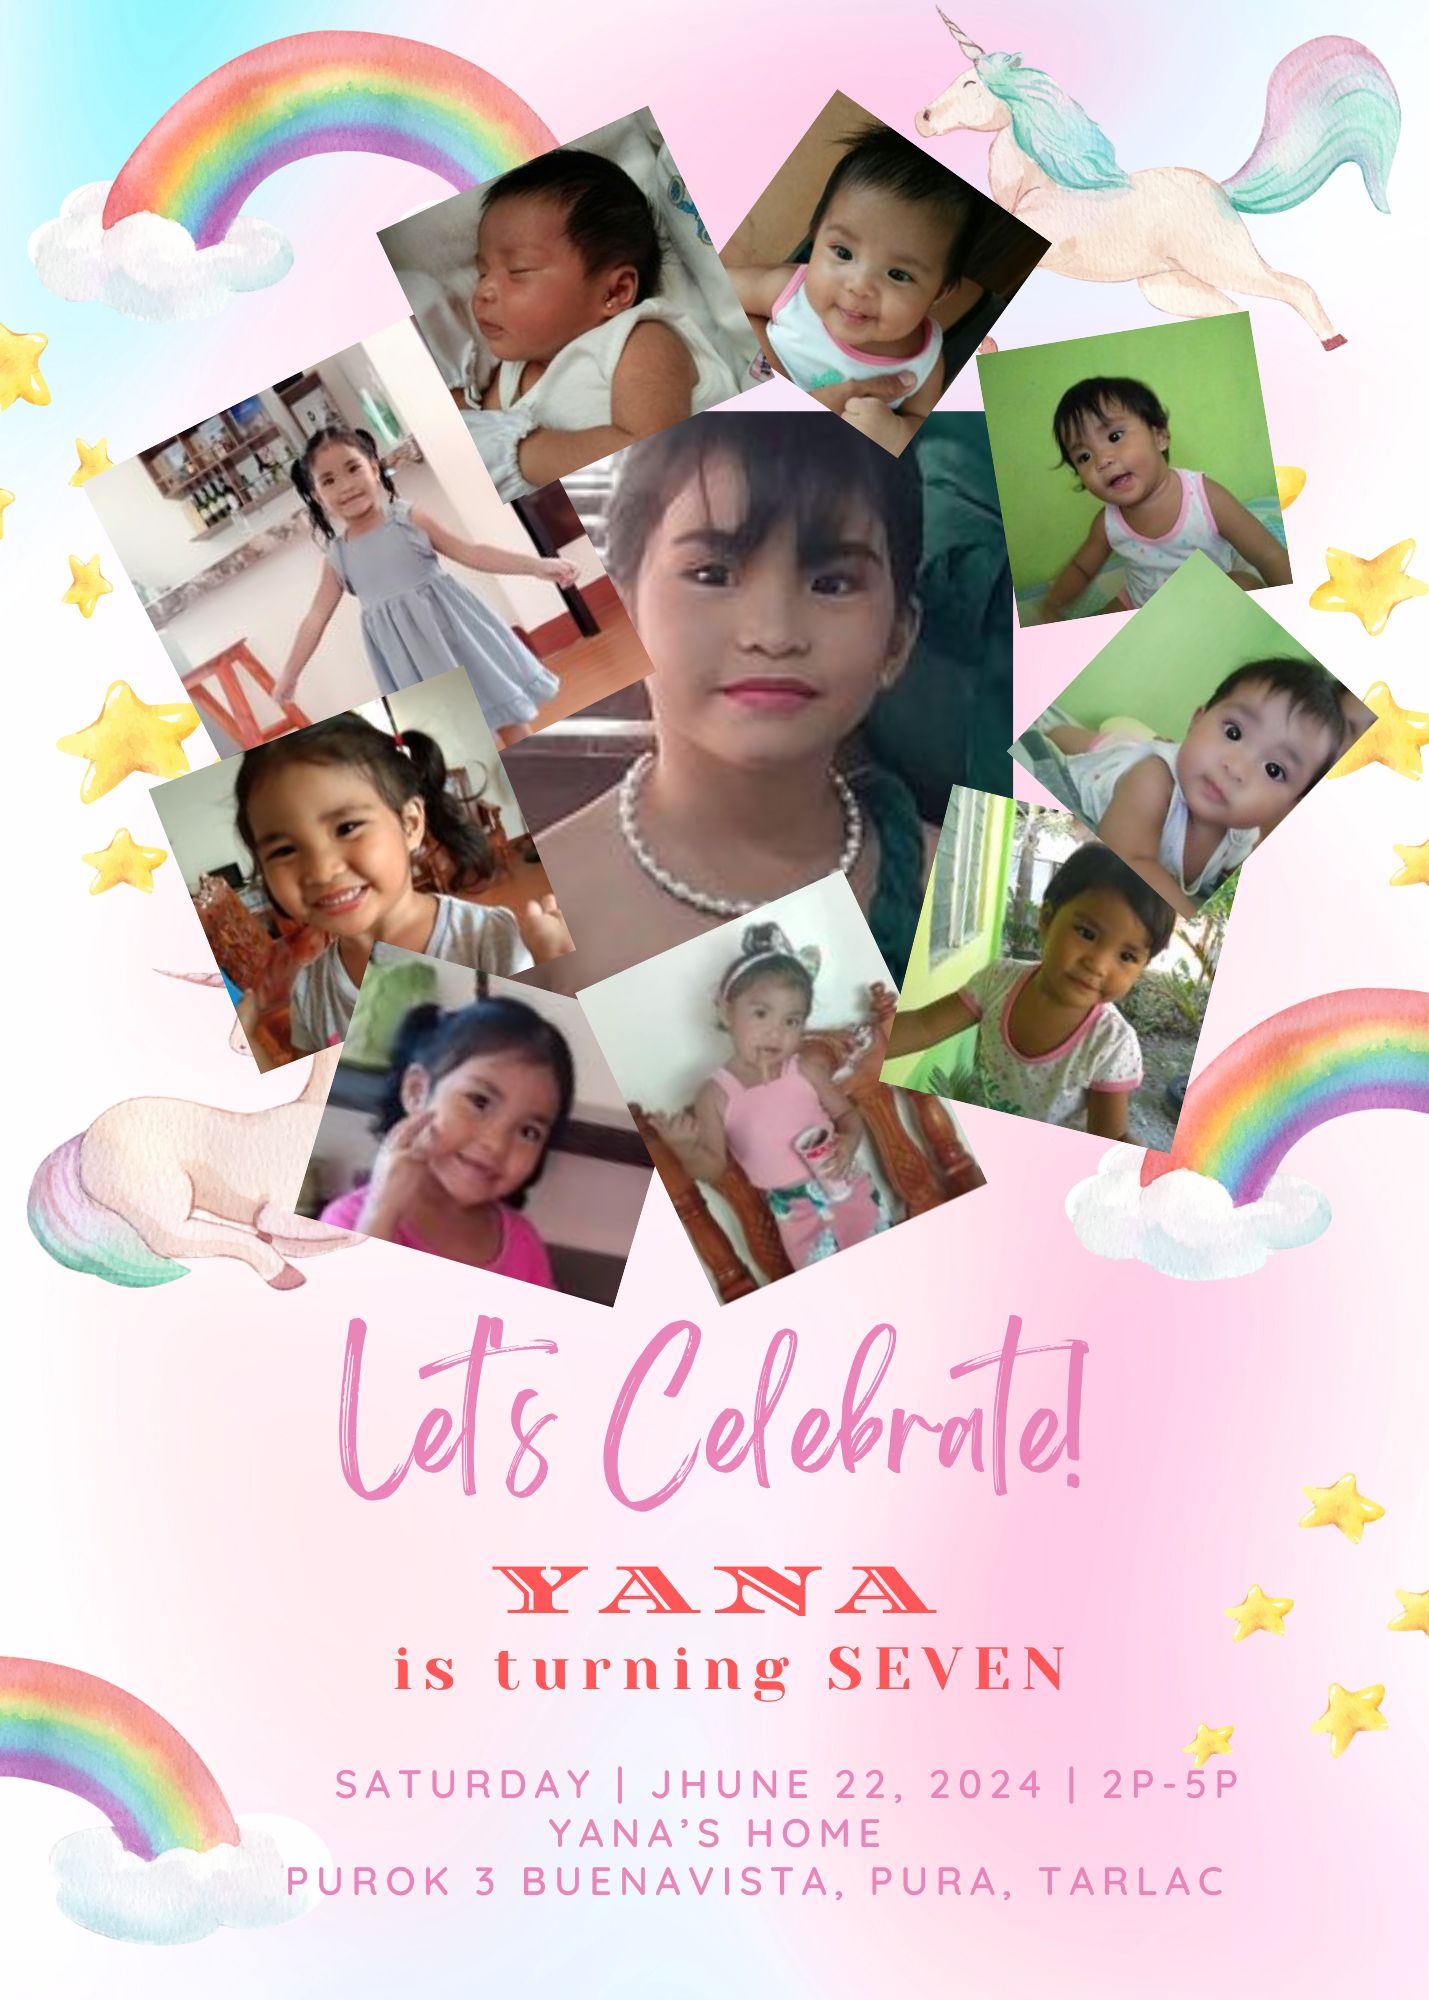 Let's Celebrate!
YANA
is turning SEVEN
SATURDAY | JHUNE 22, 2024 | 2P-5P
YANA'S HOME
PUROK 3 BUENAVISTA, PURA, TARLAC